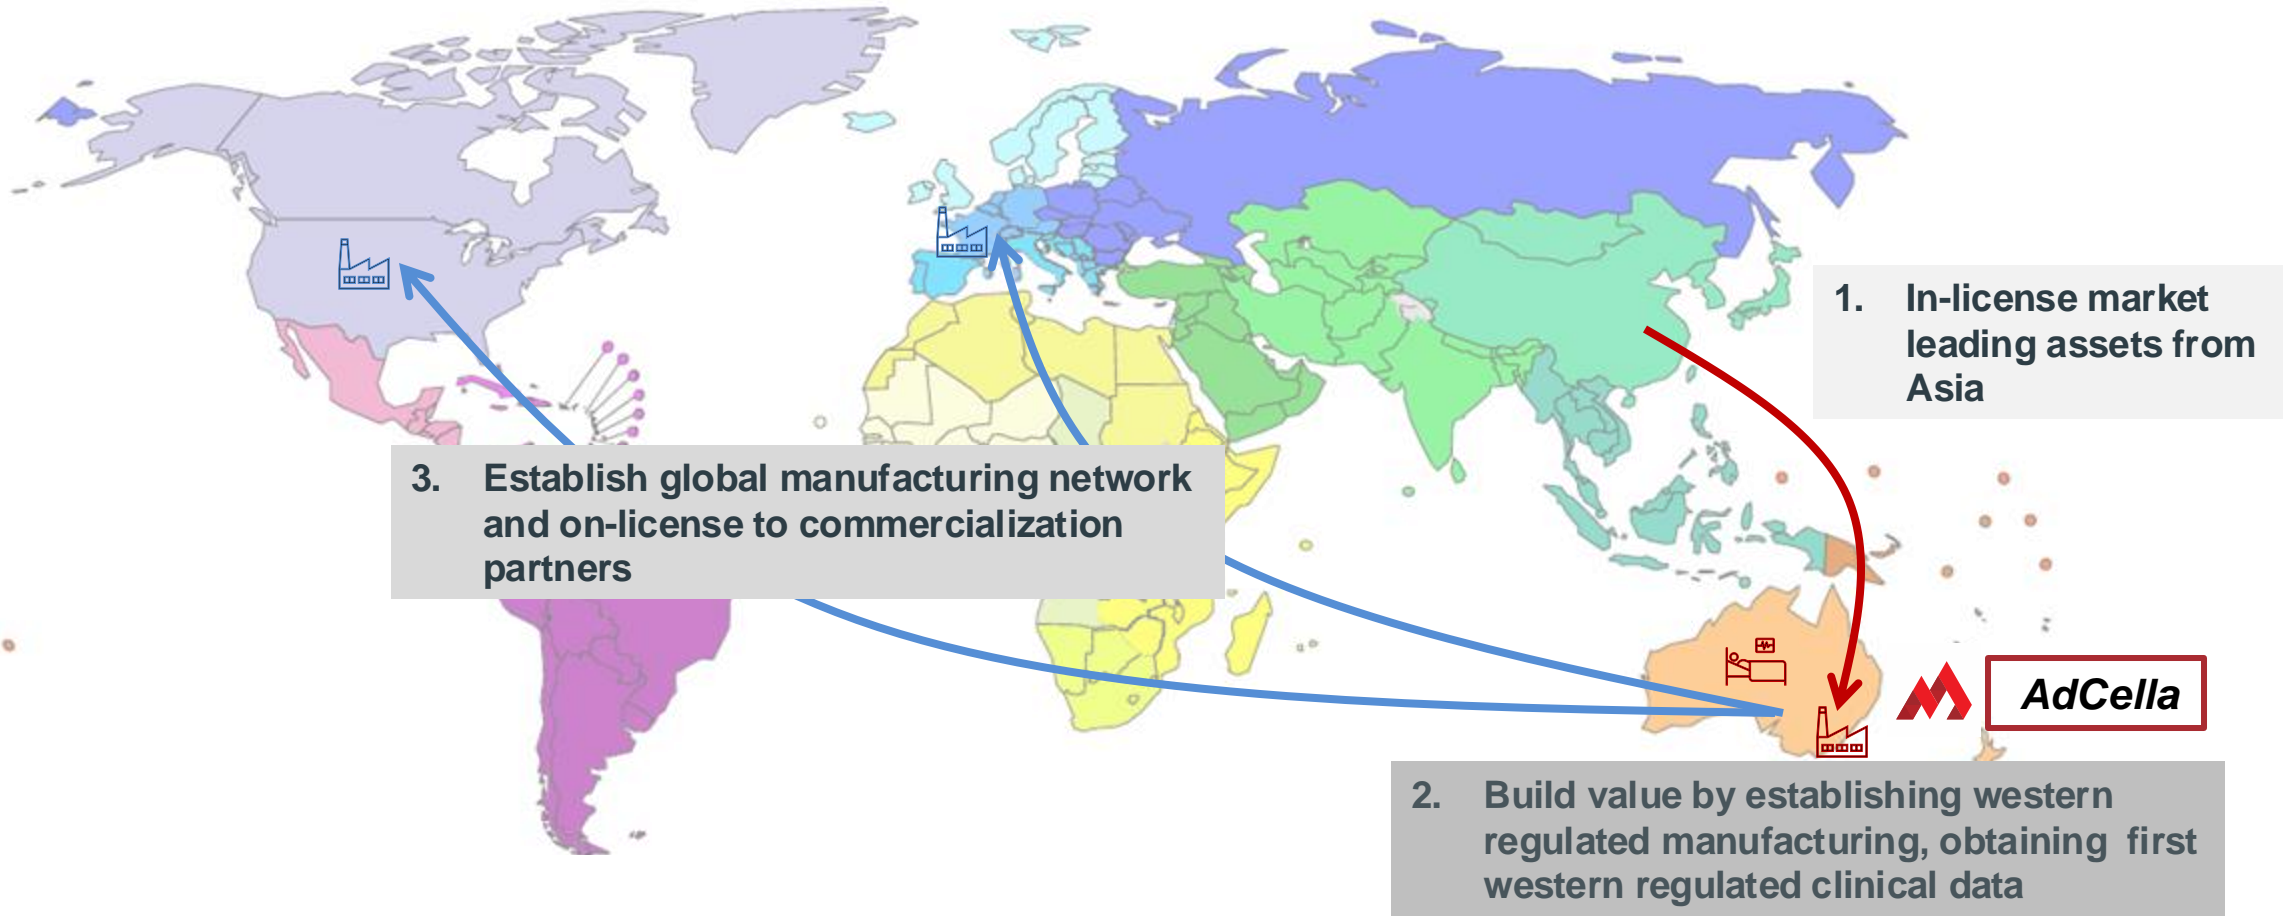 1. In-license market
leading assets from
Asia
3. Establish global manufacturing network
and on-license to commercialization
partners
AdCella
2. Build value by establishing western
regulated manufacturing, obtaining first
western regulated clinical data